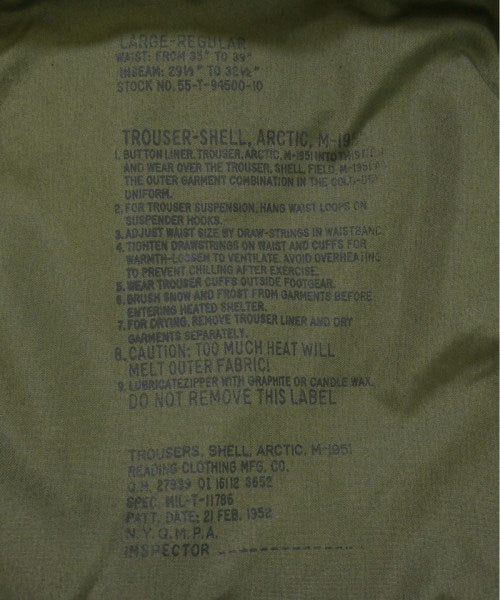 LARGE-REGULAR
WAIST: FROM 35" TO 39"
INSEAM: 29½" TO 32½"
STOCK NO. 55-T-94500-10
TROUSER-SHELL, ARCTIC, M-195
1. BUTTON LINER, TROUSER, ARCTIC, M-1951 INTO THIS
AND WEAR OVER THE TROUSER, SHELL, FIELD, M-1951
THE OUTER GARMENT COMBINATION IN THE COLD-DRY
UNIFORM.
2. FOR TROUSER SUSPENSION, HANG WAIST LOOPS ON
SUSPENDER HOOKS.
3. ADJUST WAIST SIZE BY DRAW-STRINGS IN WAISTBAND.
4. TIGHTEN DRAWSTRINGS ON WAIST AND CUFFS FOR
WARMTH-LOOSEN TO VENTILATE. AVOID OVERHEATING
TO PREVENT CHILLING AFTER EXERCISE.
5. WEAR TROUSER CUFFS OUTSIDE FOOTGEAR.
6. BRUSH SNOW AND FROST FROM GARMENTS BEFORE
ENTERING HEATED SHELTER.
7. FOR DRYING, REMOVE TROUSER LINER AND DRY
GARMENTS SEPARATELY.
8. CAUTION: TOO MUCH HEAT WILL
MELT OUTER FABRIC!
9. LUBRICATE ZIPPER WITH GRAPHITE OR CANDLE WAX.
DO NOT REMOVE THIS LABEL
TROUSERS, SHELL, ARCTIC, M-1951
READING CLOTHING MFG. CO.
Q.M. 27939 OI 16112 3652
SPEC. MIL-T-11786
PATT. DATE: 21 FEB. 1952
N.Y.Q.M.P.A.
INSPECTOR -------------